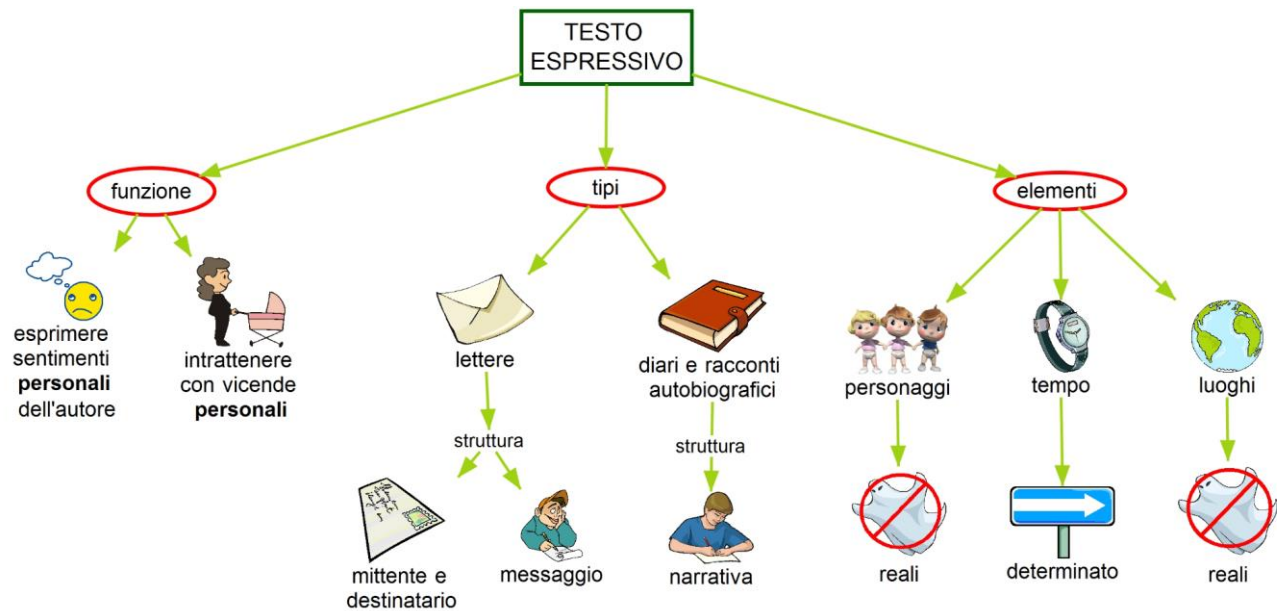 TESTO
ESPRESSIVO
funzione
tipi
elementi
esprimere
sentimenti
personali
dell'autore
intrattenere
con vicende
personali
lettere
diari e racconti
autobiografici
personaggi
tempo
luoghi
struttura
struttura
mittente e
destinatario
messaggio
narrativa
reali
determinato
reali